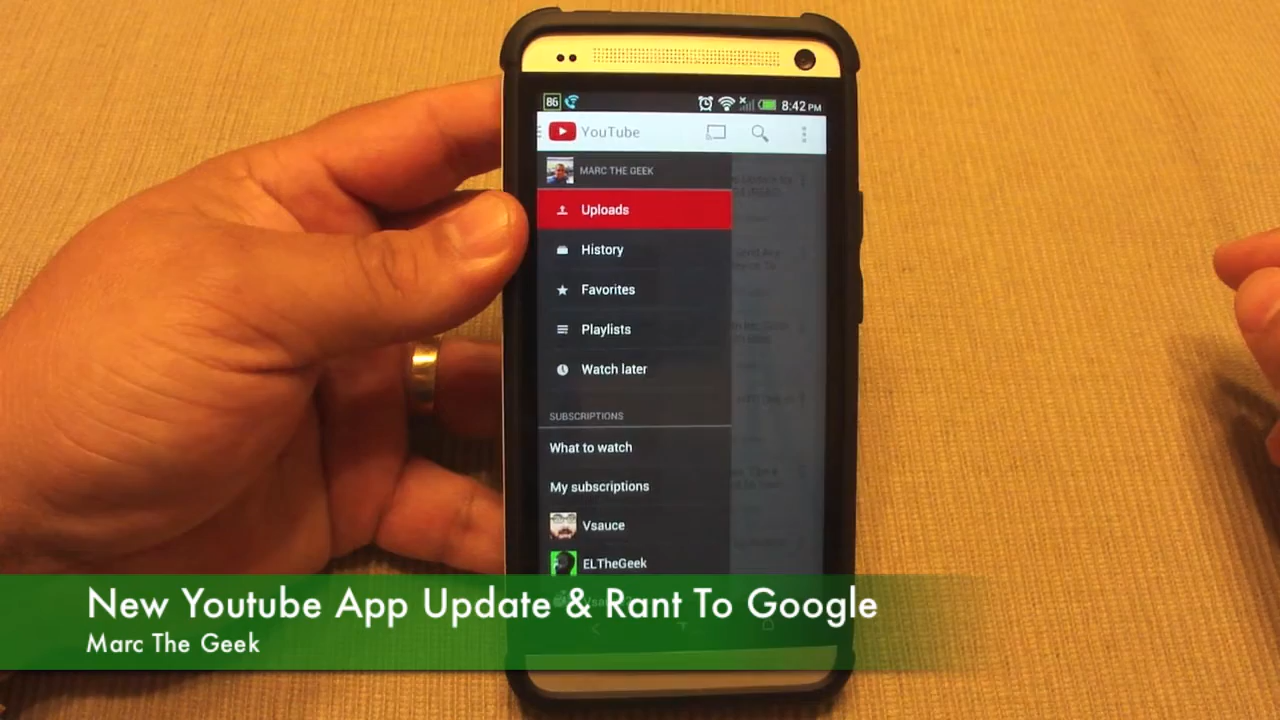 86
8:42 PM
YouTube
MARC THE GEEK
Uploads
History
Favorites
Playlists
Watch later
SUBSCRIPTIONS
What to watch
My subscriptions
Vsauce
ELTheGeek
New Youtube App Update & Rant To Google
Marc The Geek